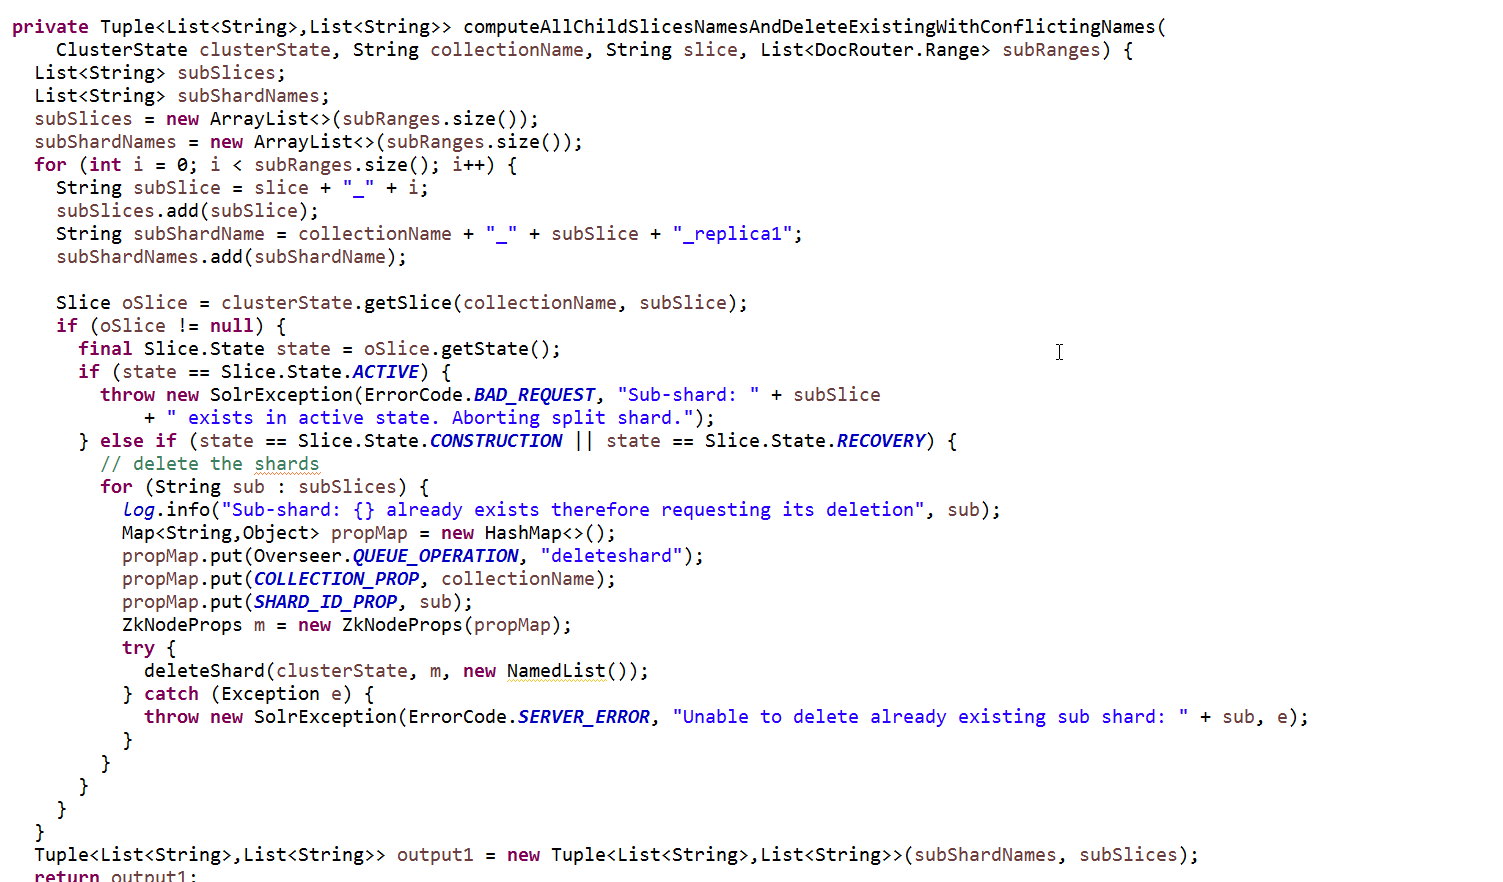 private Tuple<List<String>,List<String>> computeAllChildSlicesNamesAndDeleteExistingWithConflictingNames(
    ClusterState clusterState, String collectionName, String slice, List<DocRouter.Range> subRanges) {
  List<String> subSlices;
  List<String> subShardNames;
  subSlices = new ArrayList<>(subRanges.size());
  subShardNames = new ArrayList<>(subRanges.size());
  for (int i = 0; i < subRanges.size(); i++) {
    String subSlice = slice + "_" + i;
    subSlices.add(subSlice);
    String subShardName = collectionName + "_" + subSlice + "_replica1";
    subShardNames.add(subShardName);

    Slice oSlice = clusterState.getSlice(collectionName, subSlice);
    if (oSlice != null) {
      final Slice.State state = oSlice.getState();
      if (state == Slice.State.ACTIVE) {
        throw new SolrException(ErrorCode.BAD_REQUEST, "Sub-shard: " + subSlice
            + " exists in active state. Aborting split shard.");
      } else if (state == Slice.State.CONSTRUCTION || state == Slice.State.RECOVERY) {
        // delete the shards
        for (String sub : subSlices) {
          log.info("Sub-shard: {} already exists therefore requesting its deletion", sub);
          Map<String,Object> propMap = new HashMap<>();
          propMap.put(Overseer.QUEUE_OPERATION, "deleteshard");
          propMap.put(COLLECTION_PROP, collectionName);
          propMap.put(SHARD_ID_PROP, sub);
          ZkNodeProps m = new ZkNodeProps(propMap);
          try {
            deleteShard(clusterState, m, new NamedList());
          } catch (Exception e) {
            throw new SolrException(ErrorCode.SERVER_ERROR, "Unable to delete already existing sub shard: " + sub, e);
          }
        }
      }
    }
  }
  Tuple<List<String>,List<String>> output1 = new Tuple<List<String>,List<String>>(subShardNames, subSlices);
  return output1;